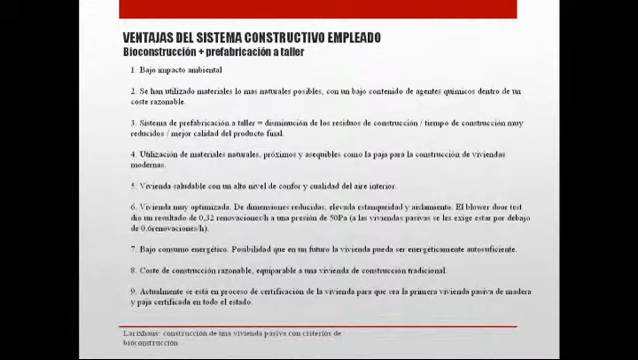 VENTAJAS DEL SISTEMA CONSTRUCTIVO EMPLEADO
Bioconstrucción + prefabricación a taller
1. Bajo impacto ambiental
2. Se han utilizado materiales lo mas naturales posibles, con un bajo contenido de agentes químicos dentro de un
coste razonable.
3. Sistema de prefabricación a taller = disminución de los residuos de construcción / tiempo de construcción muy
reducidos / mejor calidad del producto final.
4. Utilización de materiales naturales, próximos y asequibles como la paja para la construcción de viviendas
modernas.
5. Vivienda saludable con un alto nivel de confor y cualidad del aire interior.
6. Vivienda muy optimizada. De dimensiones reducidas, elevada estanqueidad y aislamiento. El blower door test
dio un resultado de 0,32 renovaciones/h a una presión de 50Pa (a las viviendas pasivas se les exige estar por debajo
de 0,6renovaciones/h).
7. Bajo consumo energético. Posibilidad que en un futuro la vivienda pueda ser energéticamente autosuficiente.
8. Coste de construcción razonable, equiparable a una vivienda de construcción tradicional.
9. Actualmente se está en proceso de certificación de la vivienda para que sea la primera vivienda pasiva de madera
y paja certificada en todo el estado.
Larixhaus: construcción de una vivienda pasiva con criterios de
bioconstrucción